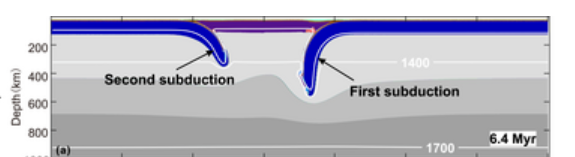 200
400
600
800
Depth(km)
1400
Second subduction
First subduction
6.4 Myr
(a)
1700